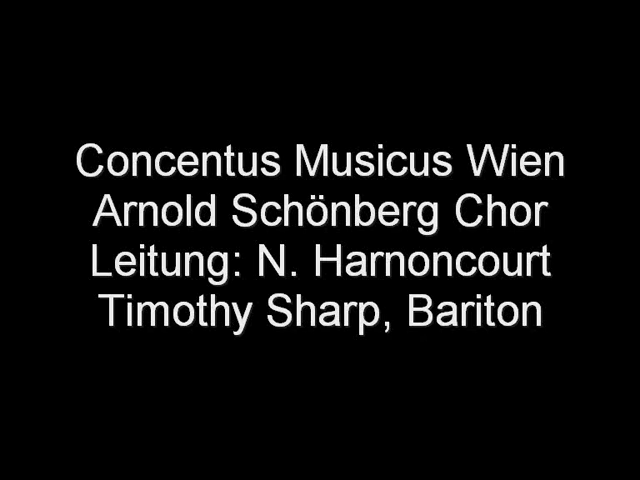 Concentus Musicus Wien
Arnold Schönberg Chor
Leitung: N. Harnoncourt
Timothy Sharp, Bariton